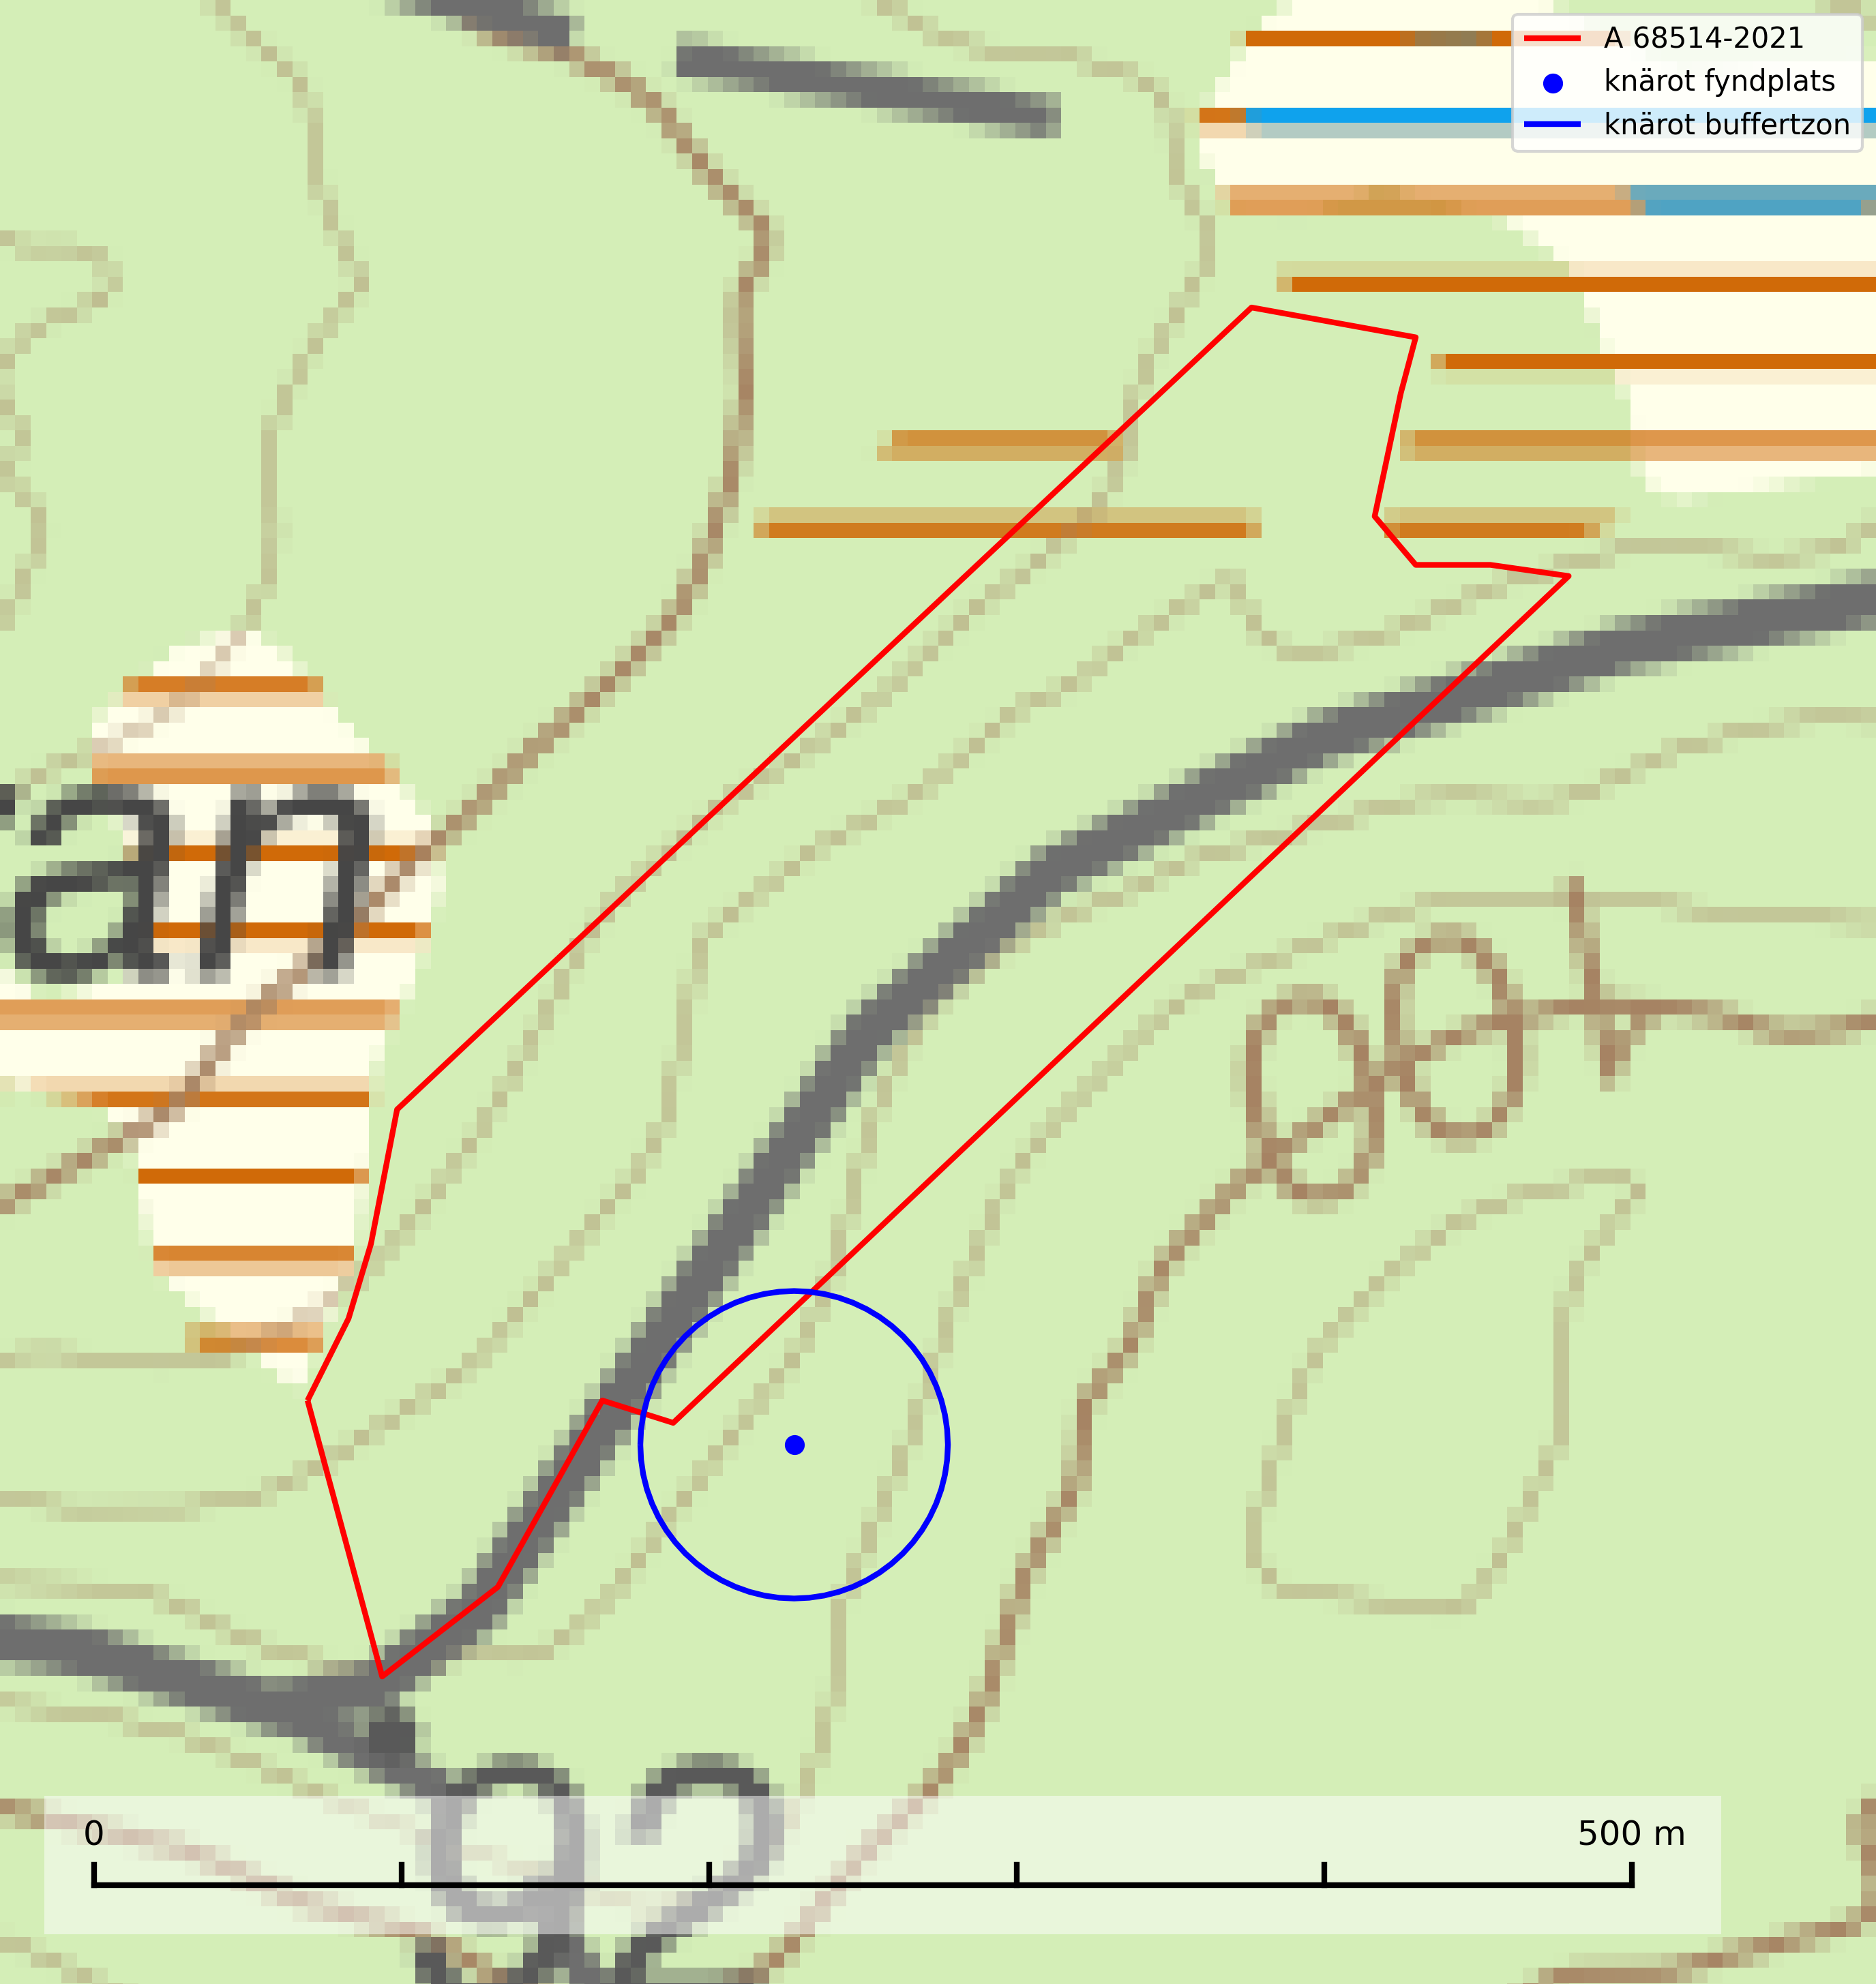 A 68514-2021
knärot fyndplats
knärot buffertzon
an
0
500 m